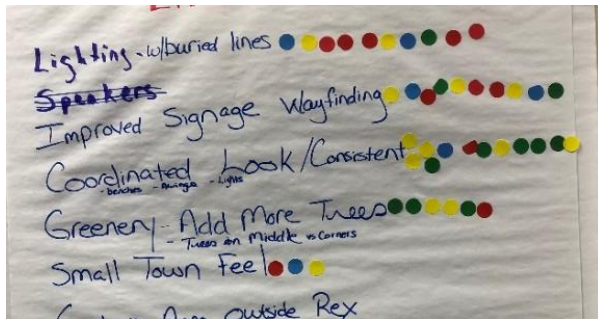 Lighting - w/buried lines
Speakers
Improved Signage Wayfinding
Coordinated Look/Consistent
- benches - Awnings - Lights
Greenery - Add More Trees
- Trees on Middle vs Corners
Small Town Feel
outside Rex